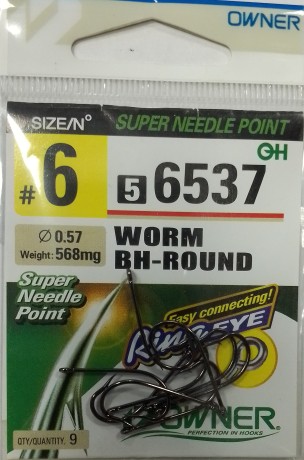 OWNER
SIZE/Nº
SUPER NEEDLE POINT
#6
5 6537
Ø 0.57
Weight: 568mg
WORM
BH-ROUND
Super
Needle
Point
Easy connecting!
Ring EYE
OWNER
PERFECTION IN HOOKS
QTY/QUANTITY. 9